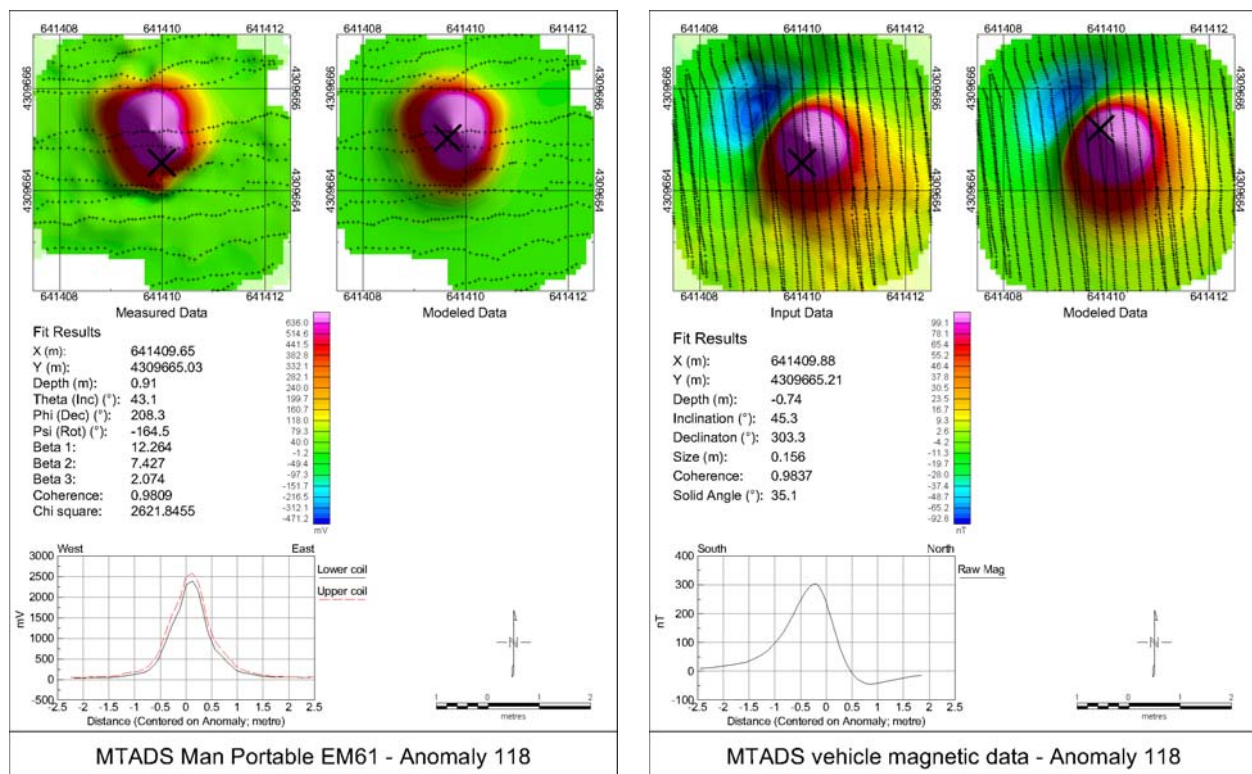 641408 641410 641412 641408 641410 641412
4309666 4309666 4309666
4309664 4309664 4309664
641408 641410 641412 641408 641410 641412
Measured Data Modeled Data
Fit Results
X (m): 641409.65
Y (m): 4309665.03
Depth (m): 0.91
Theta (Inc) (°): 43.1
Phi (Dec) (°): 208.3
Psi (Rot) (°): -164.5
Beta 1: 12.264
Beta 2: 7.427
Beta 3: 2.074
Coherence: 0.9809
Chi square: 2621.8455
636.0
514.6
441.5
382.8
332.1
282.1
240.0
199.7
160.7
118.0
79.3
40.0
-1.2
-49.4
-97.3
-151.7
-216.5
-312.1
-471.2
mV
West East
Lower coil
Upper coil
3000
2500
2000
1500
1000
500
0
-500
mV
-2.5 -2 -1.5 -1 -0.5 0 0.5 1 1.5 2 2.5
Distance (Centered on Anomaly; metre)
N
1 0 1 2
metres
MTADS Man Portable EM61 - Anomaly 118
641408 641410 641412 641408 641410 641412
4309666 4309666 4309666
4309664 4309664 4309664
641408 641410 641412 641408 641410 641412
Input Data Modeled Data
Fit Results
X (m): 641409.88
Y (m): 4309665.21
Depth (m): -0.74
Inclination (°): 45.3
Declinaton (°): 303.3
Size (m): 0.156
Coherence: 0.9837
Solid Angle (°): 35.1
99.1
78.1
65.4
55.2
46.4
37.8
30.5
23.5
16.7
9.3
2.6
-4.2
-11.3
-19.7
-28.0
-37.4
-48.7
-65.2
-92.8
nT
South North
Raw Mag
400
300
200
100
0
-100
nT
-2.5 -2 -1.5 -1 -0.5 0 0.5 1 1.5 2 2.5
Distance (Centered on Anomaly; metre)
N
1 0 1 2
metres
MTADS vehicle magnetic data - Anomaly 118